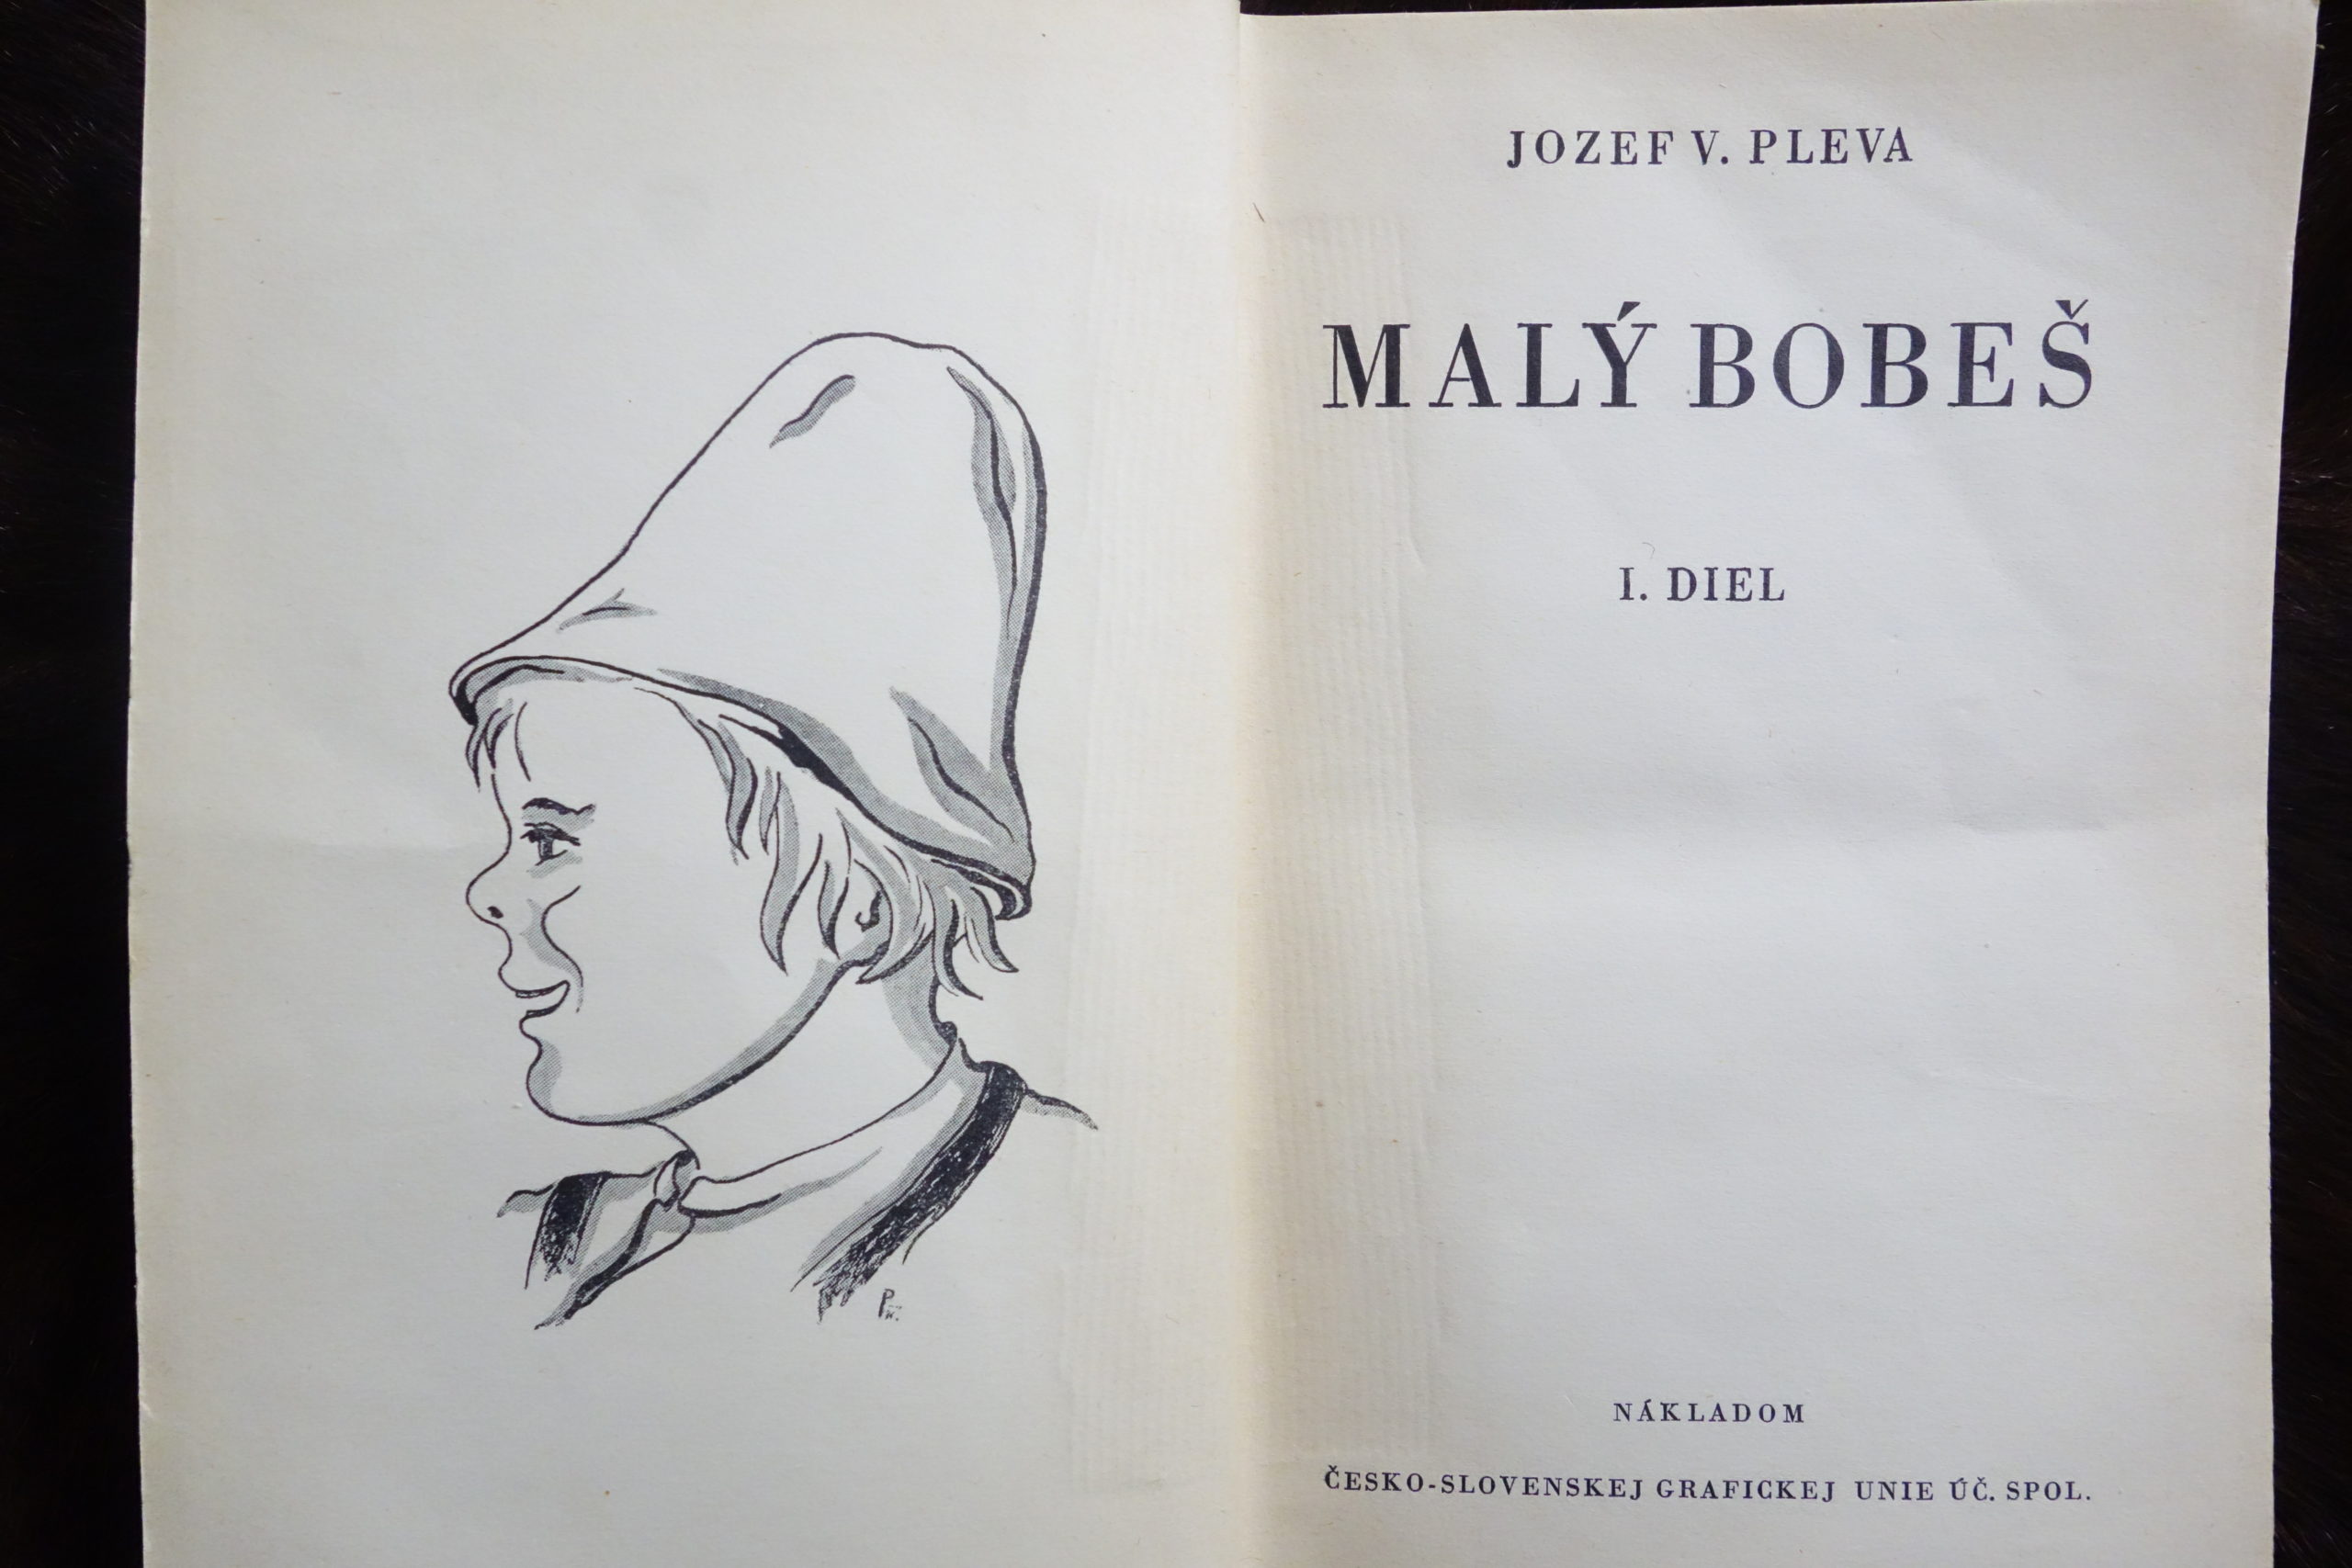 JOZEF V. PLEVA
MALÝ BOBEŠ
I. DIEL
NÁKLADOM
ČESKO-SLOVENSKEJ GRAFICKEJ UNIE ÚČ. SPOL.